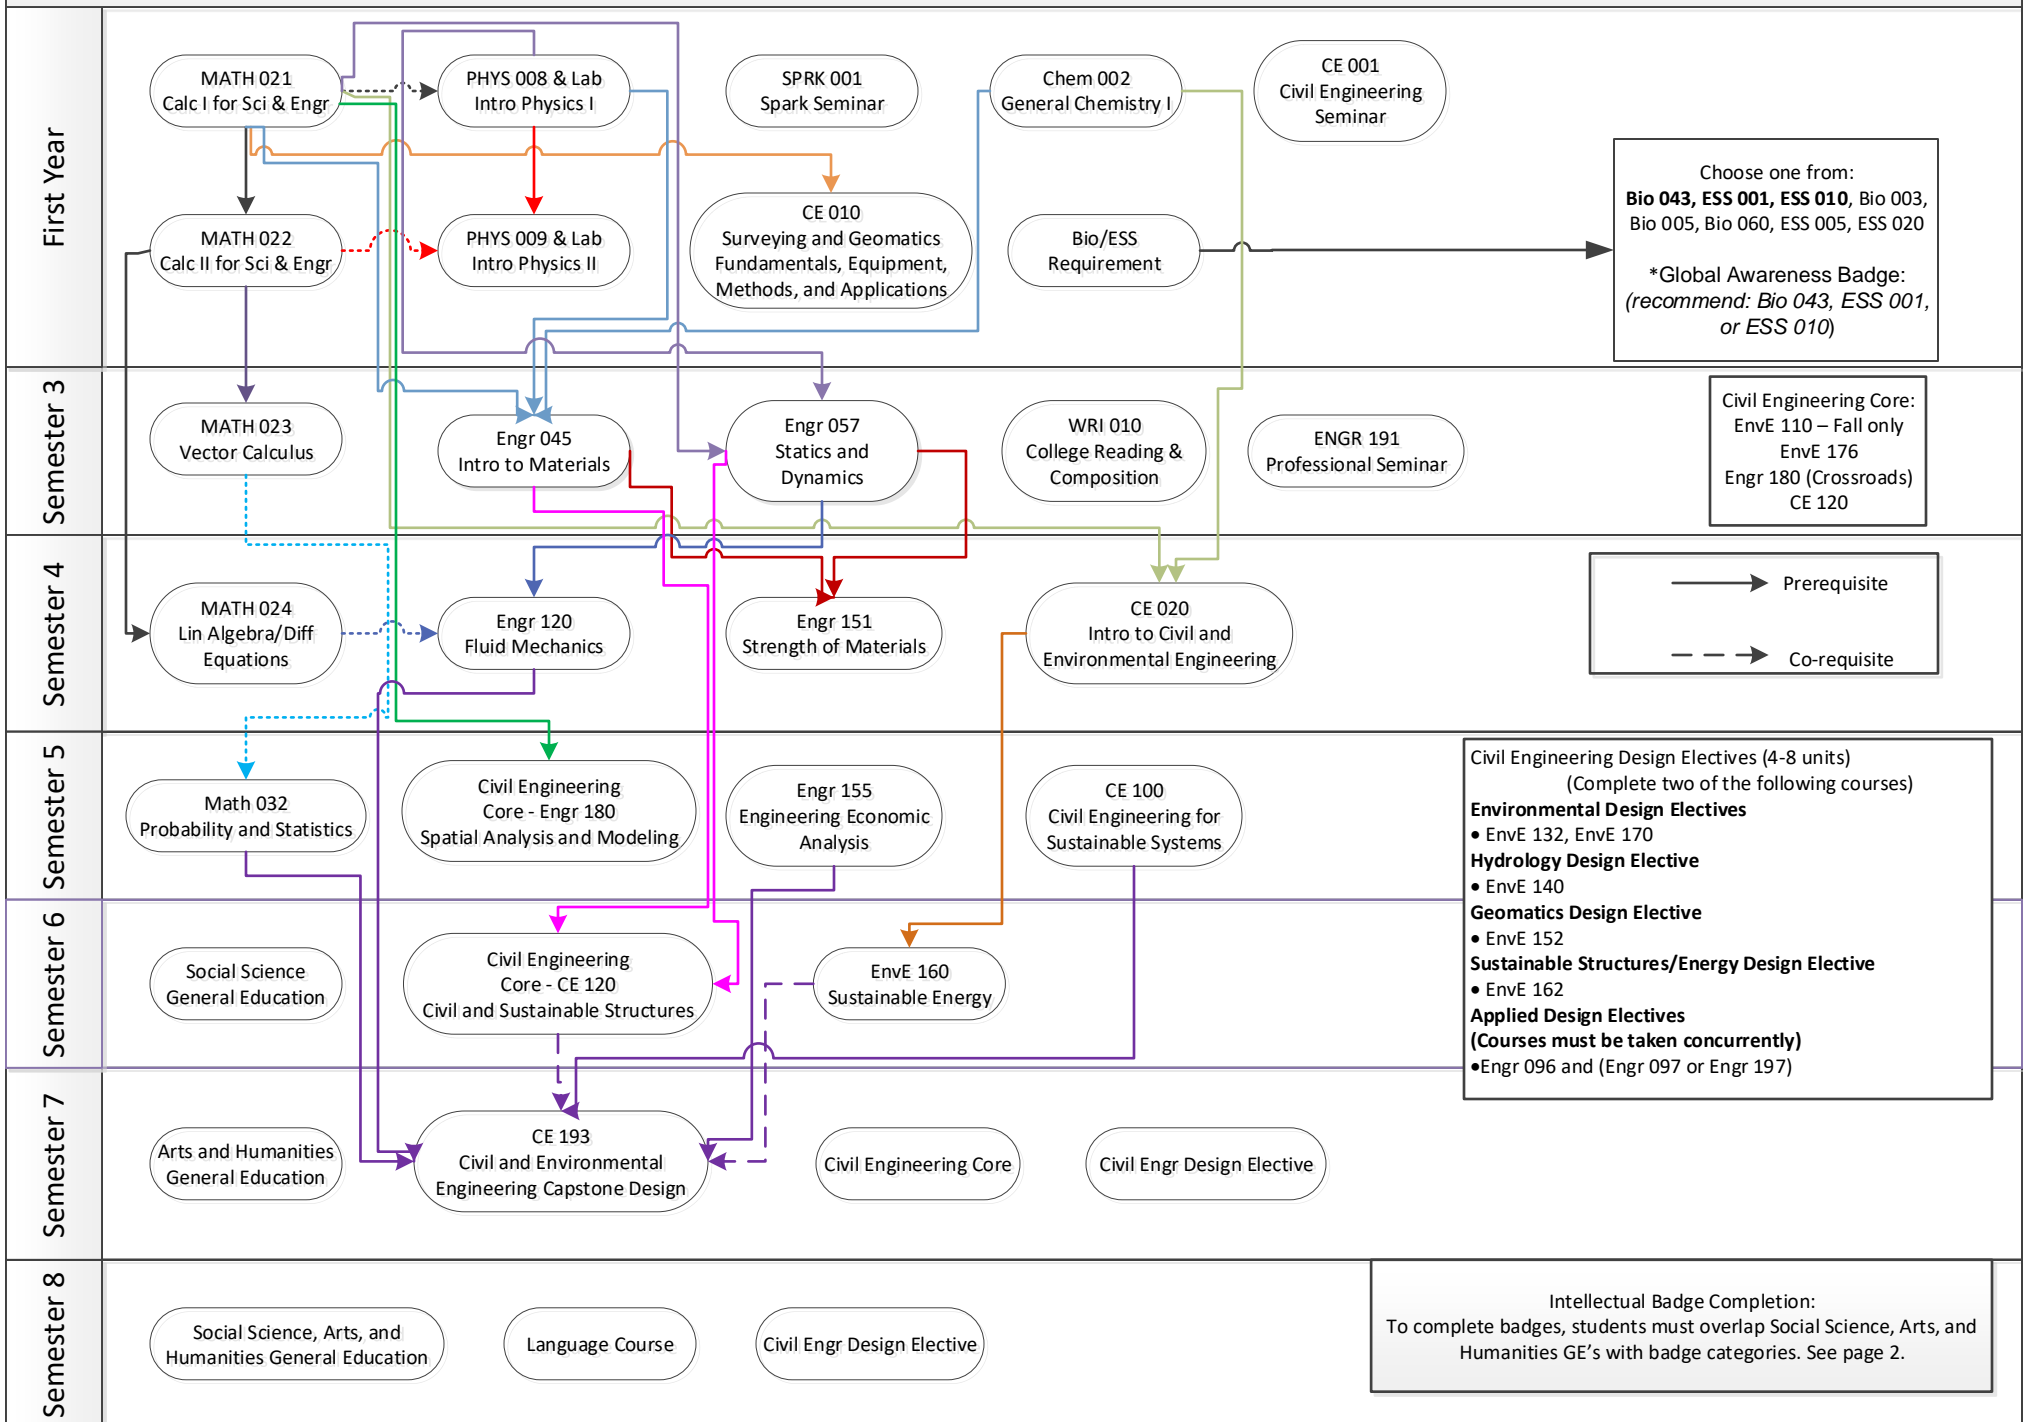 First Year
MATH 021
Calc I for Sci & Engr
PHYS 008 & Lab
Intro Physics I
SPRK 001
Spark Seminar
Chem 002
General Chemistry I
CE 001
Civil Engineering
Seminar
MATH 022
Calc II for Sci & Engr
PHYS 009 & Lab
Intro Physics II
CE 010
Surveying and Geomatics
Fundamentals, Equipment,
Methods, and Applications
Bio/ESS
Requirement
Choose one from:
Bio 043, ESS 001, ESS 010, Bio 003,
Bio 005, Bio 060, ESS 005, ESS 020
*Global Awareness Badge:
(recommend: Bio 043, ESS 001,
or ESS 010)
Semester 3
MATH 023
Vector Calculus
Engr 045
Intro to Materials
Engr 057
Statics and
Dynamics
WRI 010
College Reading &
Composition
ENGR 191
Professional Seminar
Civil Engineering Core:
EnvE 110 – Fall only
EnvE 176
Engr 180 (Crossroads)
CE 120
Semester 4
MATH 024
Lin Algebra/Diff
Equations
Engr 120
Fluid Mechanics
Engr 151
Strength of Materials
CE 020
Intro to Civil and
Environmental Engineering
Prerequisite
Co-requisite
Semester 5
Math 032
Probability and Statistics
Civil Engineering
Core - Engr 180
Spatial Analysis and Modeling
Engr 155
Engineering Economic
Analysis
CE 100
Civil Engineering for
Sustainable Systems
Civil Engineering Design Electives (4-8 units)
(Complete two of the following courses)
Environmental Design Electives
• EnvE 132, EnvE 170
Hydrology Design Elective
• EnvE 140
Geomatics Design Elective
• EnvE 152
Sustainable Structures/Energy Design Elective
• EnvE 162
Applied Design Electives
(Courses must be taken concurrently)
•Engr 096 and (Engr 097 or Engr 197)
Semester 6
Social Science
General Education
Civil Engineering
Core - CE 120
Civil and Sustainable Structures
EnvE 160
Sustainable Energy
Semester 7
Arts and Humanities
General Education
CE 193
Civil and Environmental
Engineering Capstone Design
Civil Engineering Core
Civil Engr Design Elective
Semester 8
Social Science, Arts, and
Humanities General Education
Language Course
Civil Engr Design Elective
Intellectual Badge Completion:
To complete badges, students must overlap Social Science, Arts, and
Humanities GE's with badge categories. See page 2.